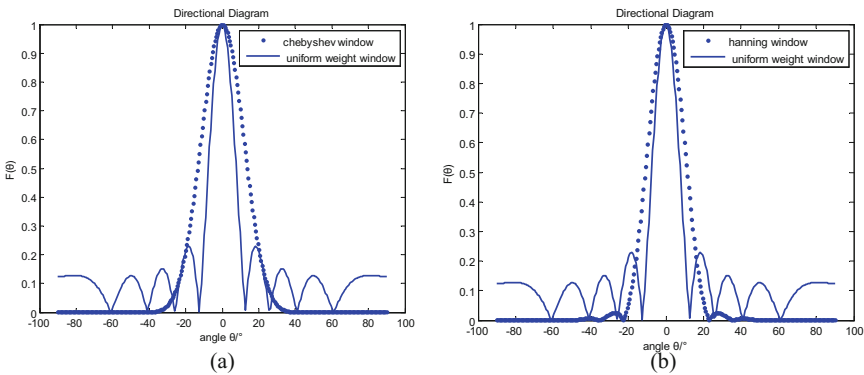 Directional Diagram
1
0.9
0.8
0.7
0.6
0.5
0.4
0.3
0.2
0.1
0
F(θ)
chebyshev window
uniform weight window
-100 -80 -60 -40 -20 0 20 40 60 80 100
angle θ/°
(a)
Directional Diagram
1
0.9
0.8
0.7
0.6
0.5
0.4
0.3
0.2
0.1
0
F(θ)
hanning window
uniform weight window
-100 -80 -60 -40 -20 0 20 40 60 80 100
angle θ/°
(b)